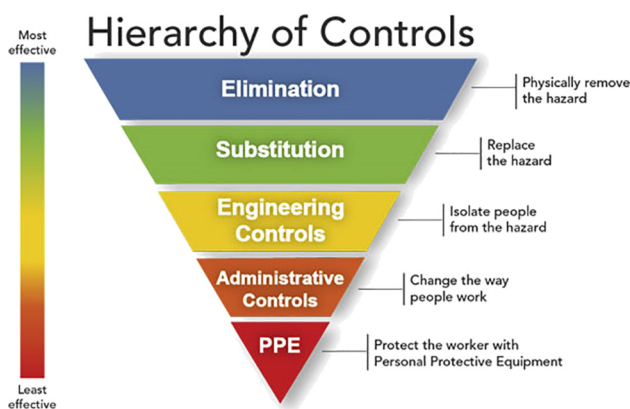 Hierarchy of Controls
Most
effective
Elimination
Physically remove
the hazard
Substitution
Replace
the hazard
Engineering
Controls
Isolate people
from the hazard
Administrative
Controls
Change the way
people work
PPE
Protect the worker with
Personal Protective Equipment
Least
effective